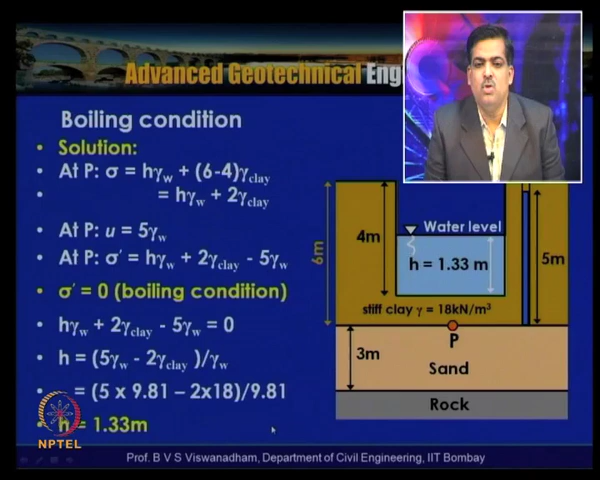 Advanced Geotechnical Eng
Boiling condition
• Solution:
• At P: σ = hγw + (6-4)γclay
• = hγw + 2γclay
• At P: u = 5γw
• At P: σ′ = hγw + 2γclay - 5γw
• σ′ = 0 (boiling condition)
• hγw + 2γclay - 5γw = 0
• h = (5γw - 2γclay )/γw
• = (5 x 9.81 – 2x18)/9.81
• h = 1.33m
Water level
6m
4m
h = 1.33 m
5m
stiff clay γ = 18kN/m³
P
3m
Sand
Rock
NPTEL
Prof. B V S Viswanadham, Department of Civil Engineering, IIT Bombay